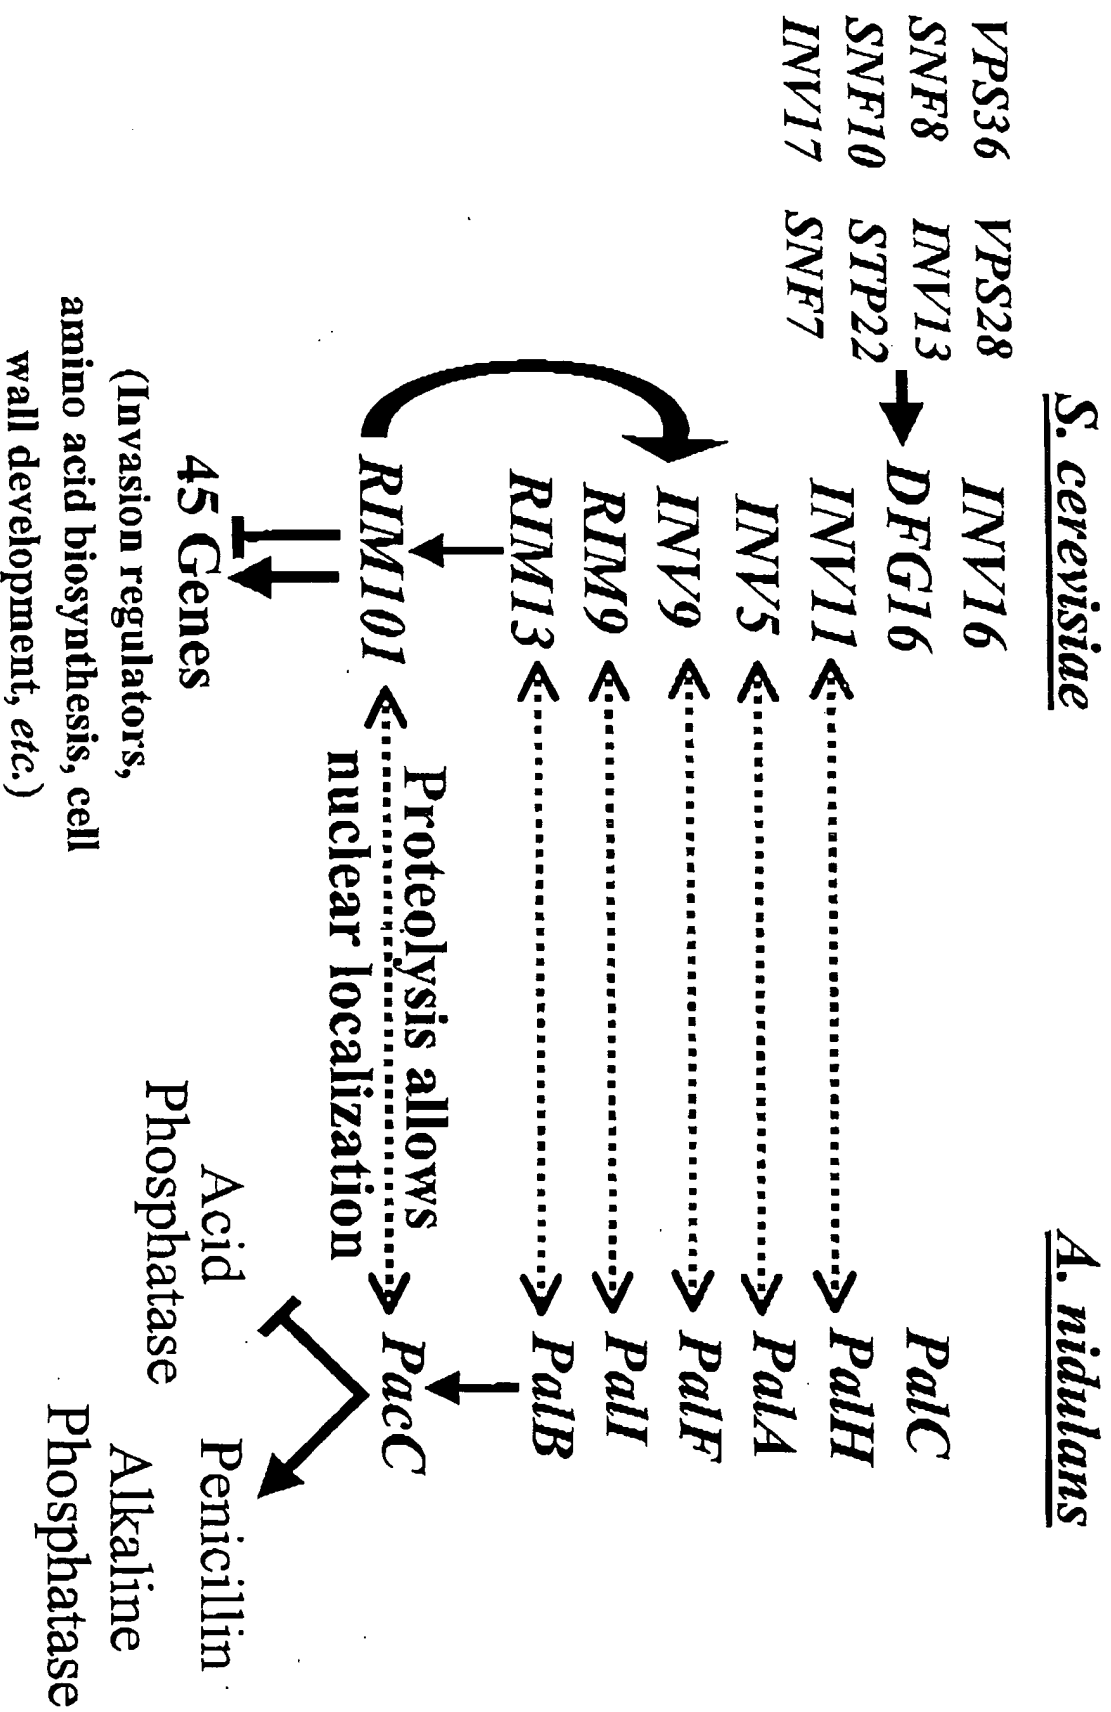 S. cerevisiae
A. nidulans
VPS36 VPS28
SNF8 INV13
SNF10 STP22
INV17 SNF7
INV16
DFG16
INV11
INV5
INV9
RIM9
RIM13
RIM101
PalC
PalH
PalA
PalF
PalI
PalB
PacC
Proteolysis allows
nuclear localization
45 Genes
(Invasion regulators,
amino acid biosynthesis, cell
wall development, etc.)
Acid
Phosphatase
Penicillin
Alkaline
Phosphatase